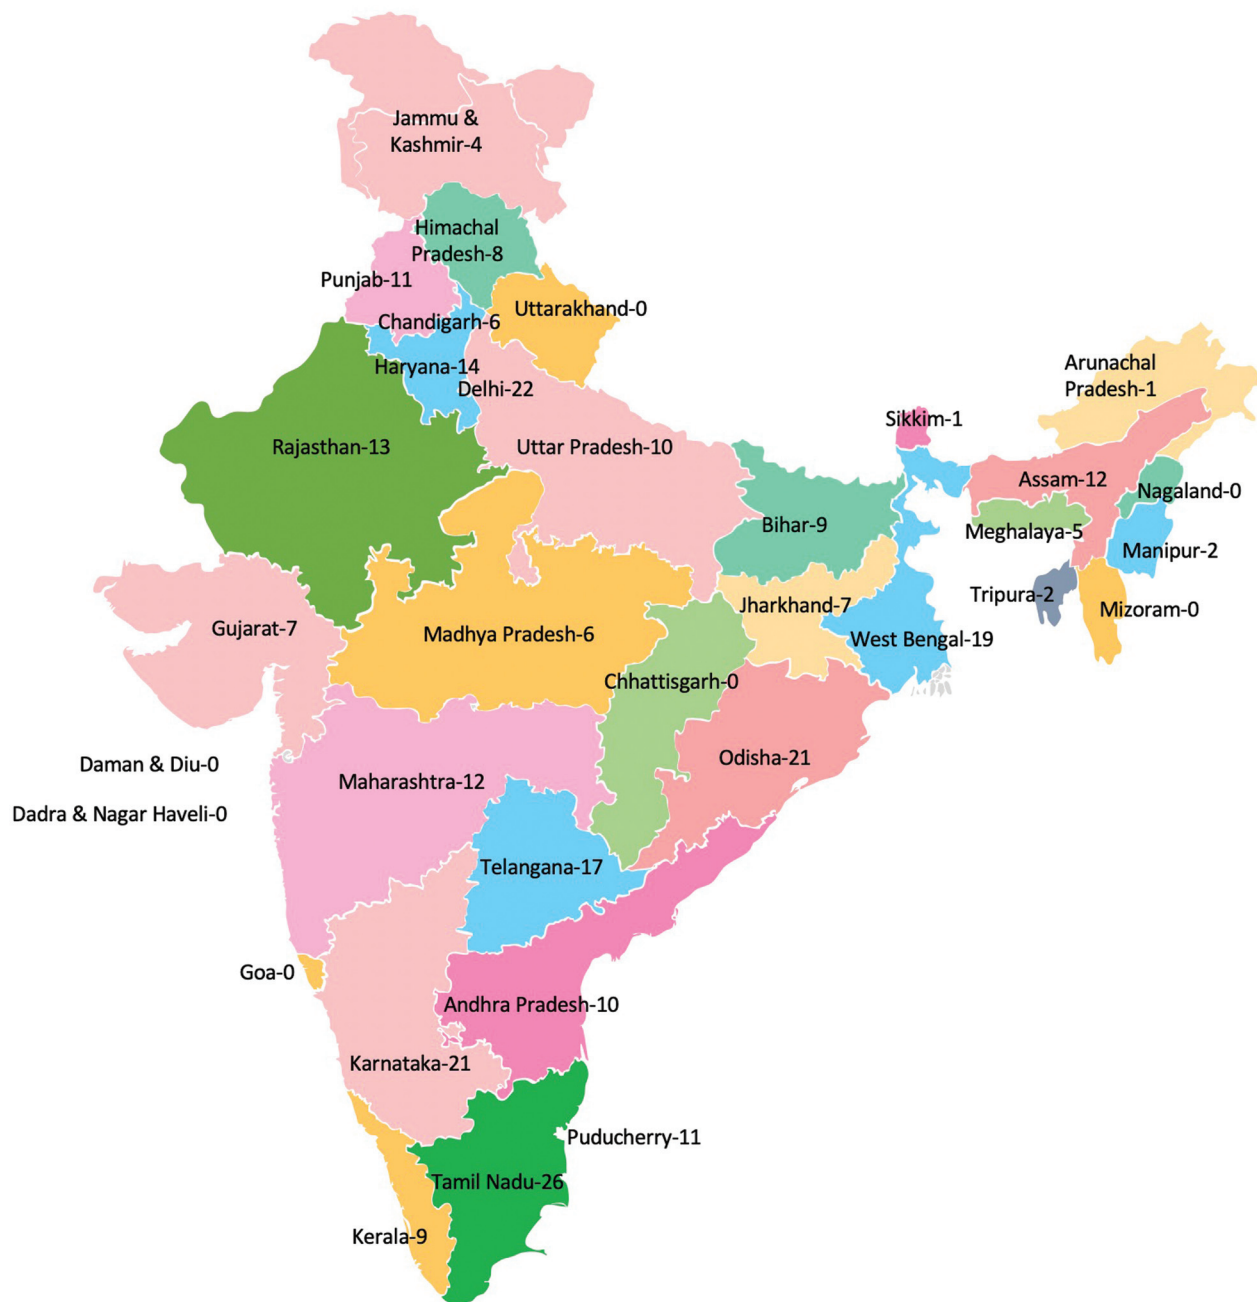 Jammu &
Kashmir-4
Himachal
Pradesh-8
Punjab-11
Uttarakhand-0
Chandigarh-6
Haryana-14
Delhi-22
Arunachal
Pradesh-1
Sikkim-1
Rajasthan-13
Uttar Pradesh-10
Assam-12
Nagaland-0
Bihar-9
Meghalaya-5
Manipur-2
Tripura-2
Mizoram-0
Jharkhand-7
Gujarat-7
Madhya Pradesh-6
West Bengal-19
Chhattisgarh-0
Odisha-21
Daman & Diu-0
Maharashtra-12
Dadra & Nagar Haveli-0
Telangana-17
Goa-0
Andhra Pradesh-10
Karnataka-21
Puducherry-11
Tamil Nadu-26
Kerala-9